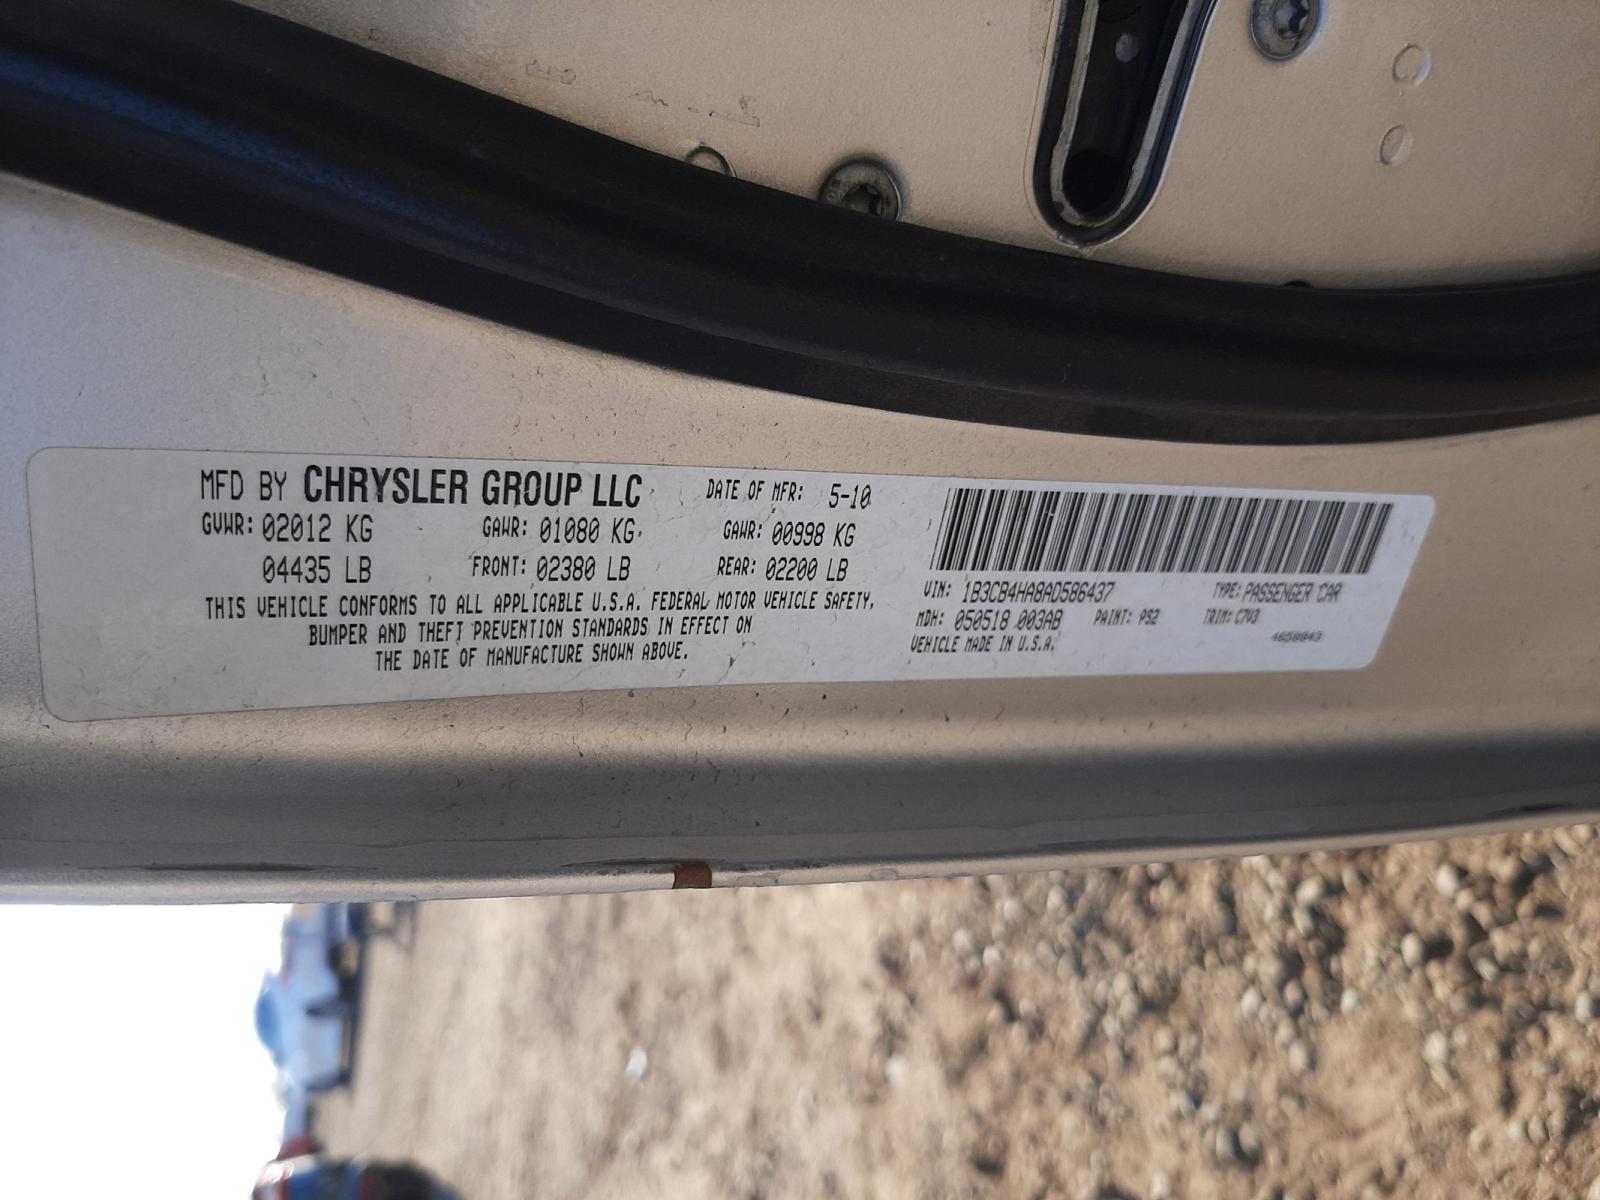 MFD BY CHRYSLER GROUP LLC DATE OF MFR: 5-10
GVWR: 02012 KG GAWR: 01080 KG GAWR: 00998 KG
04435 LB FRONT: 02380 LB REAR: 02200 LB
THIS VEHICLE CONFORMS TO ALL APPLICABLE U.S.A. FEDERAL MOTOR VEHICLE SAFETY,
BUMPER AND THEFT PREVENTION STANDARDS IN EFFECT ON
THE DATE OF MANUFACTURE SHOWN ABOVE.
VIN: 1B3CB4HA8AD586437 TYPE: PASSENGER CAR
MDH: 050518 003AB PAINT: PS2 TRIM: C7V3
VEHICLE MADE IN U.S.A. 4658843